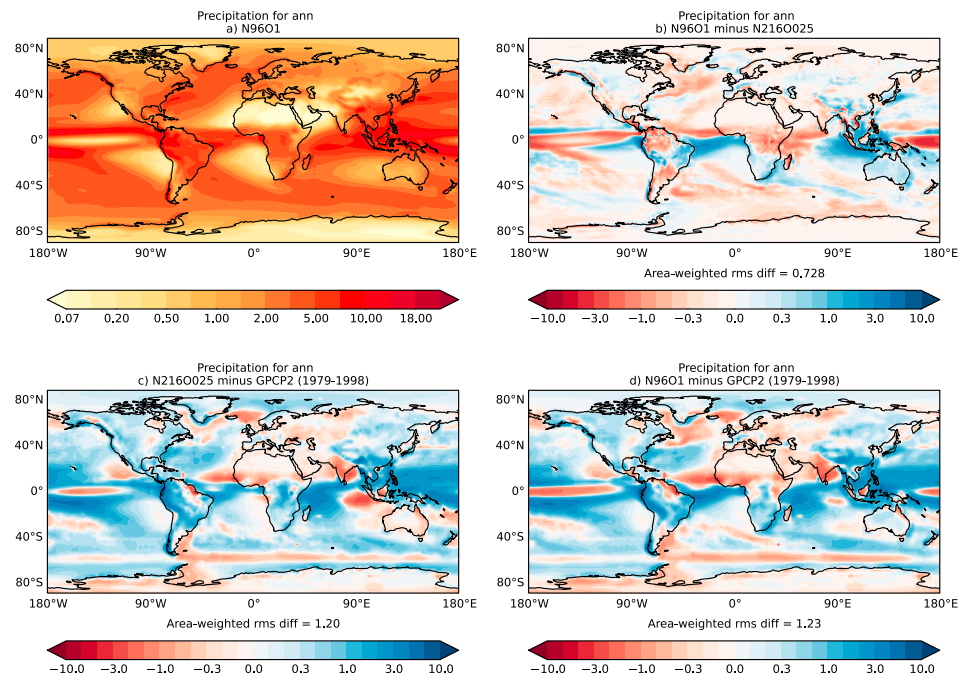 Precipitation for ann
a) N96O1
80°N
40°N
0°
40°S
80°S
180°W 90°W 0° 90°E 180°E
0.07 0.20 0.50 1.00 2.00 5.00 10.00 18.00
Precipitation for ann
b) N96O1 minus N216O025
80°N
40°N
0°
40°S
80°S
180°W 90°W 0° 90°E 180°E
Area-weighted rms diff = 0.728
−10.0 −3.0 −1.0 −0.3 0.0 0.3 1.0 3.0 10.0
Precipitation for ann
c) N216O025 minus GPCP2 (1979-1998)
80°N
40°N
0°
40°S
80°S
180°W 90°W 0° 90°E 180°E
Area-weighted rms diff = 1.20
−10.0 −3.0 −1.0 −0.3 0.0 0.3 1.0 3.0 10.0
Precipitation for ann
d) N96O1 minus GPCP2 (1979-1998)
80°N
40°N
0°
40°S
80°S
180°W 90°W 0° 90°E 180°E
Area-weighted rms diff = 1.23
−10.0 −3.0 −1.0 −0.3 0.0 0.3 1.0 3.0 10.0